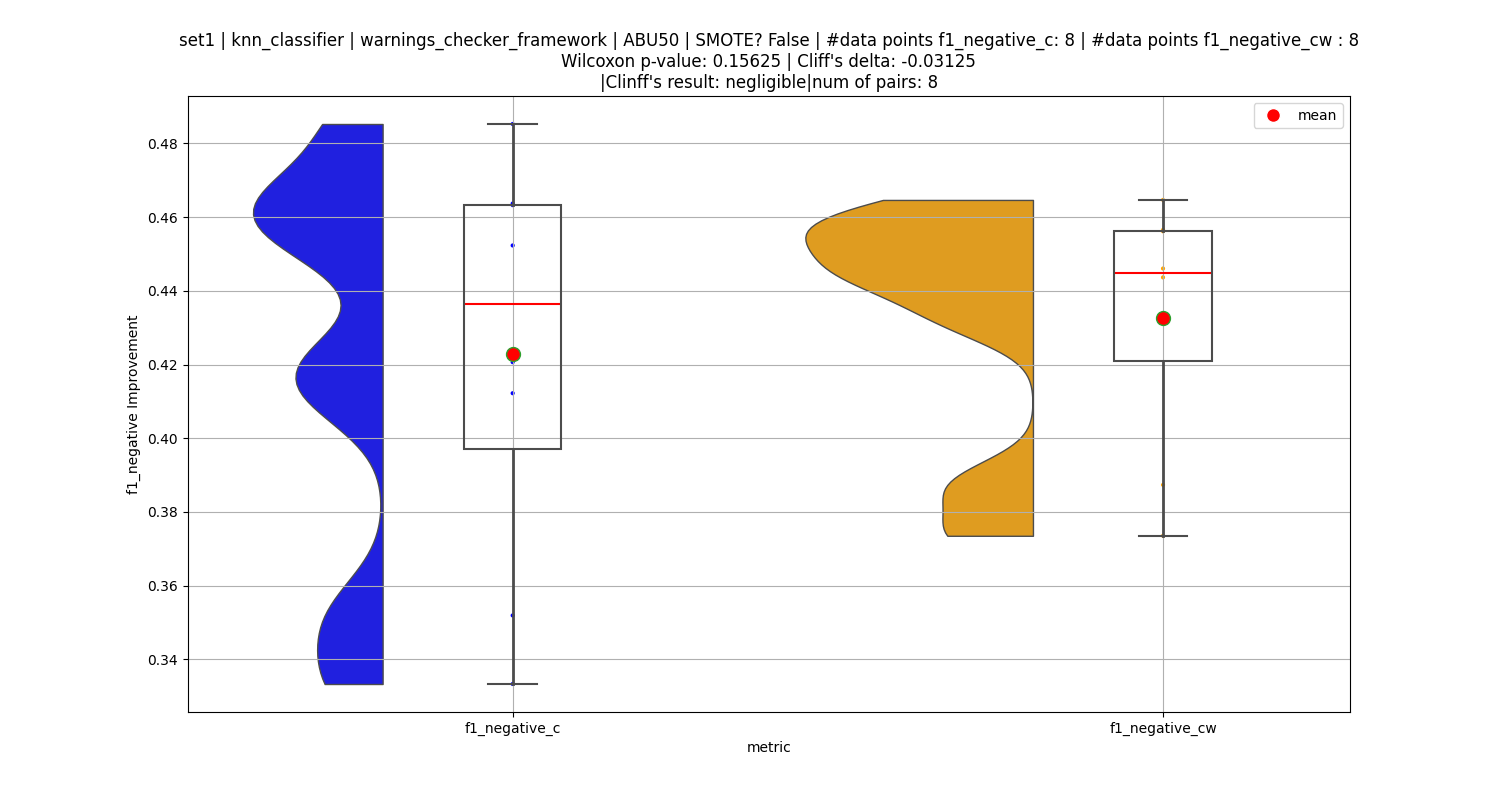 set1 | knn_classifier | warnings_checker_framework | ABU50 | SMOTE? False | #data points f1_negative_c: 8 | #data points f1_negative_cw : 8
Wilcoxon p-value: 0.15625 | Cliff's delta: -0.03125
|Clinff's result: negligible|num of pairs: 8
mean
0.48
0.46
0.44
0.42
0.40
0.38
0.36
0.34
f1_negative Improvement
f1_negative_c
f1_negative_cw
metric